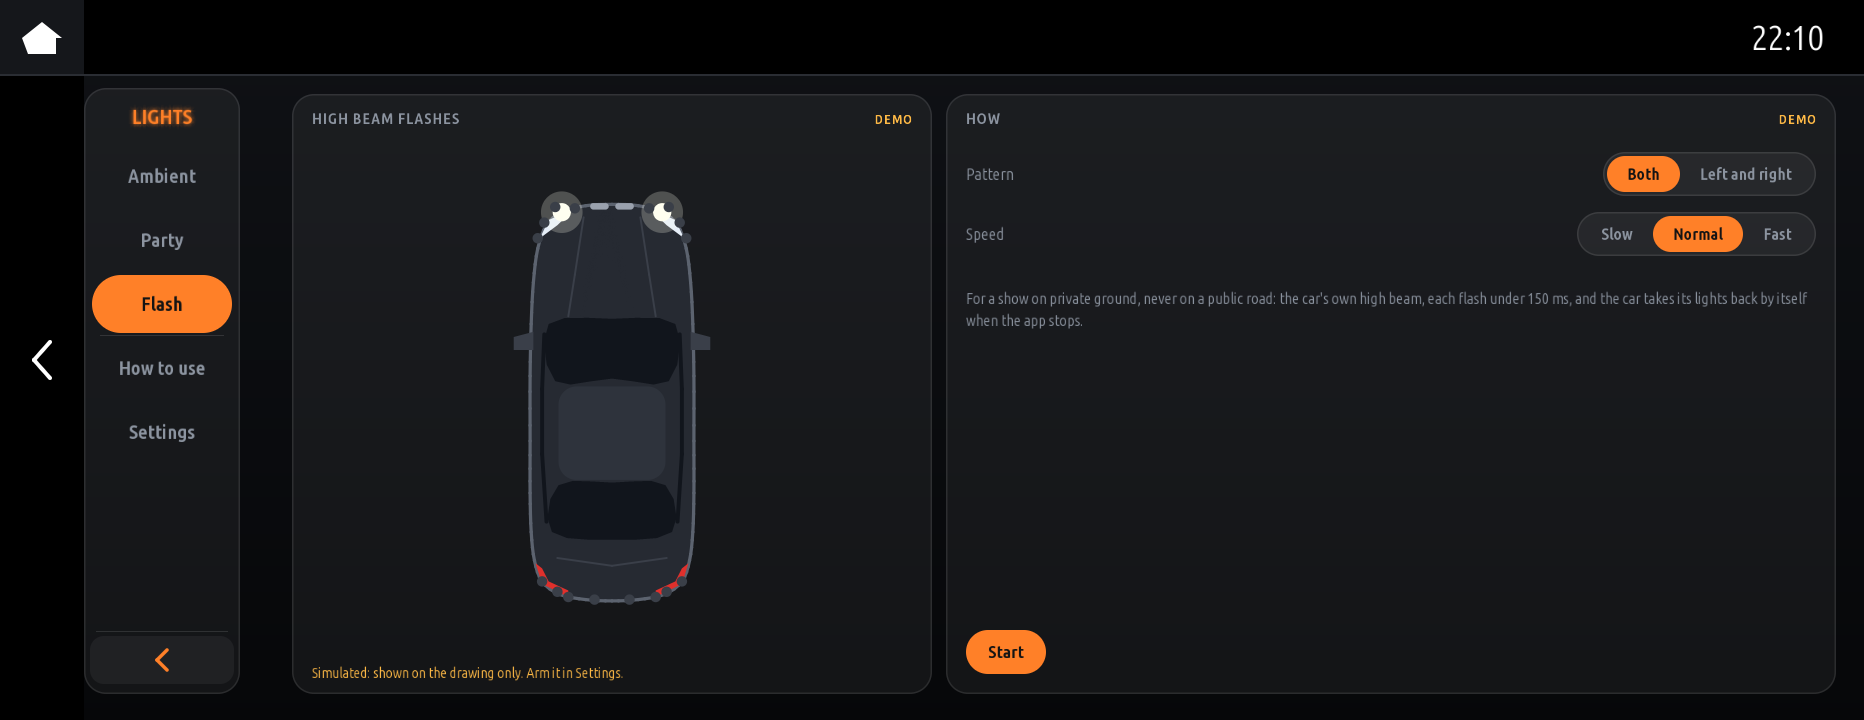 22:10
LIGHTS
Ambient
Party
Flash
How to use
Settings
HIGH BEAM FLASHES
DEMO
Simulated: shown on the drawing only. Arm it in Settings.
HOW
DEMO
Pattern
Both
Left and right
Speed
Slow
Normal
Fast
For a show on private ground, never on a public road: the car's own high beam, each flash under 150 ms, and the car takes its lights back by itself
when the app stops.
Start